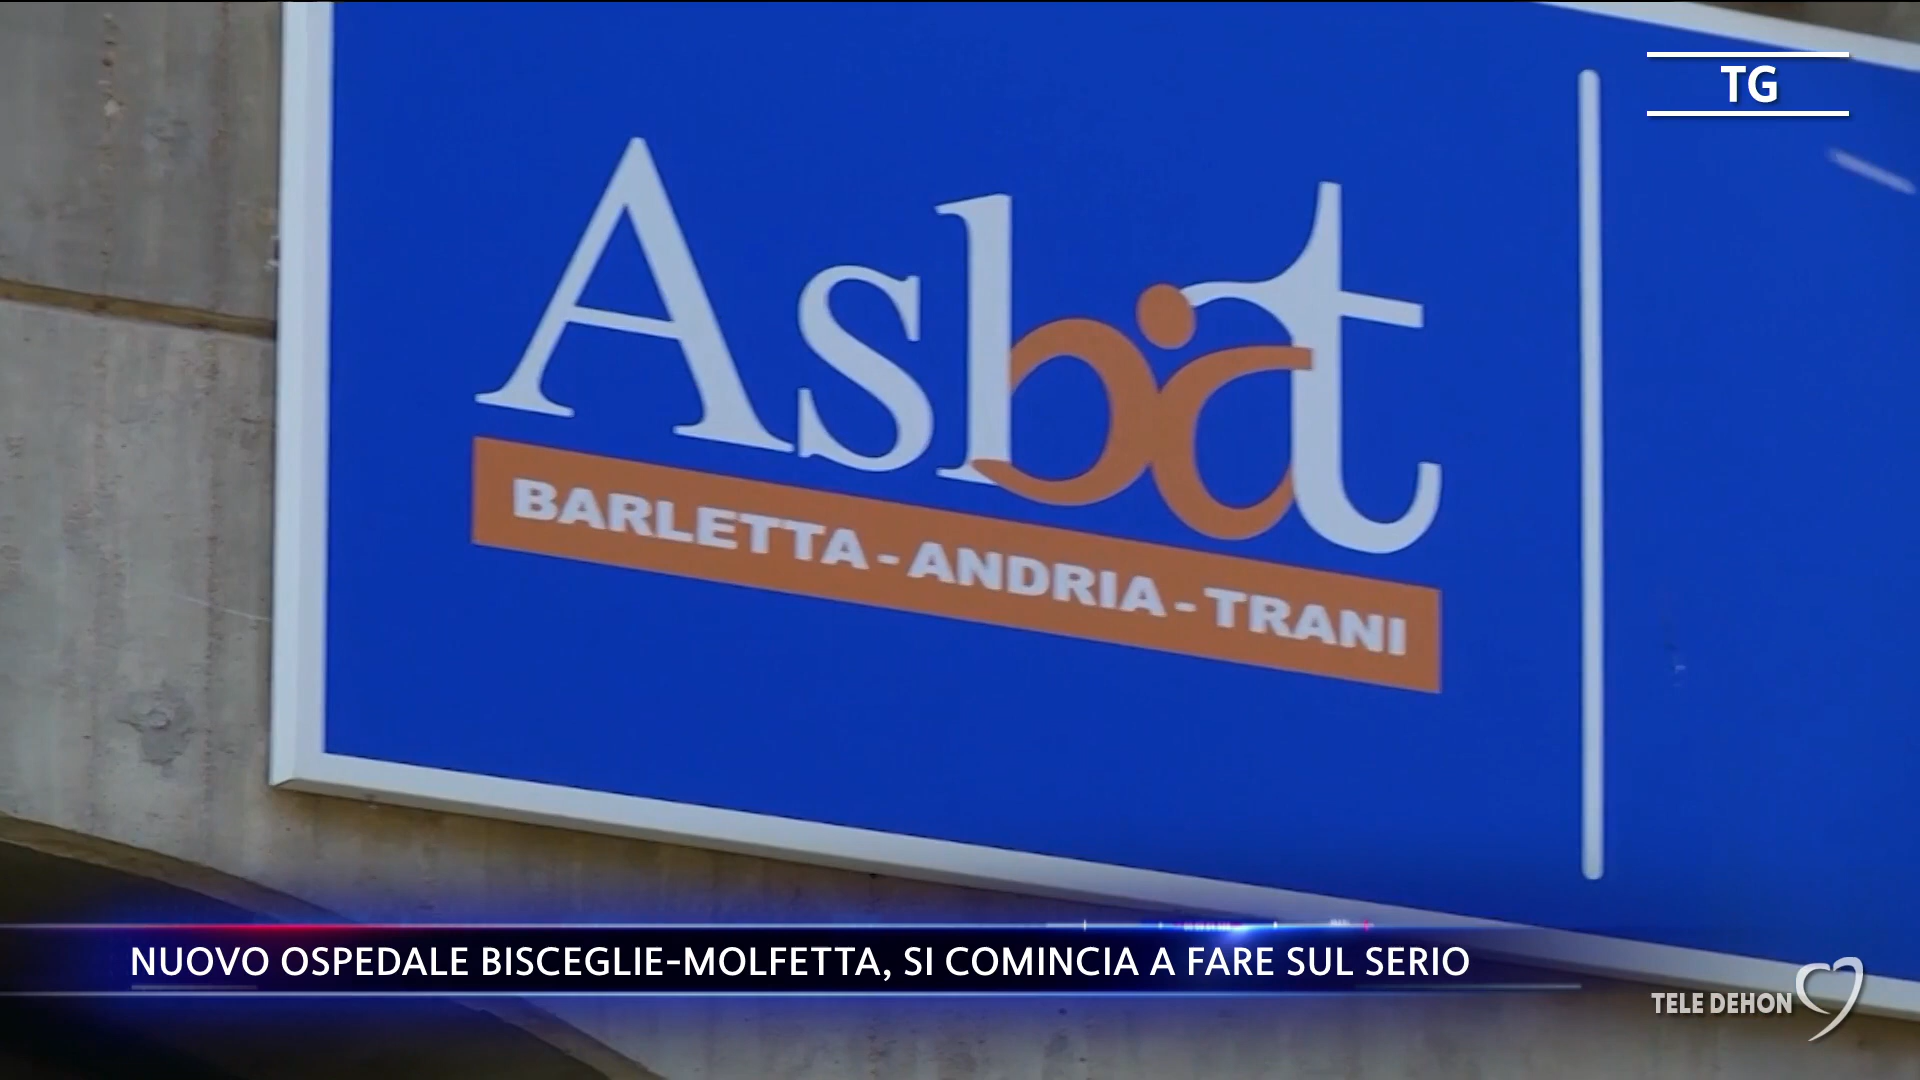 TG
Asbat
BARLETTA - ANDRIA - TRANI
NUOVO OSPEDALE BISCEGLIE-MOLFETTA, SI COMINCIA A FARE SUL SERIO
TELE DEHON